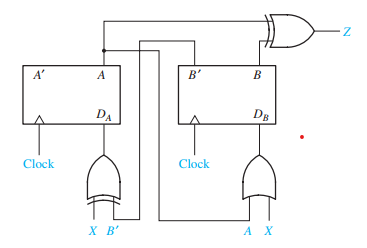 Z
A′ A B′ B
D_A D_B
Clock Clock
X B′ A X